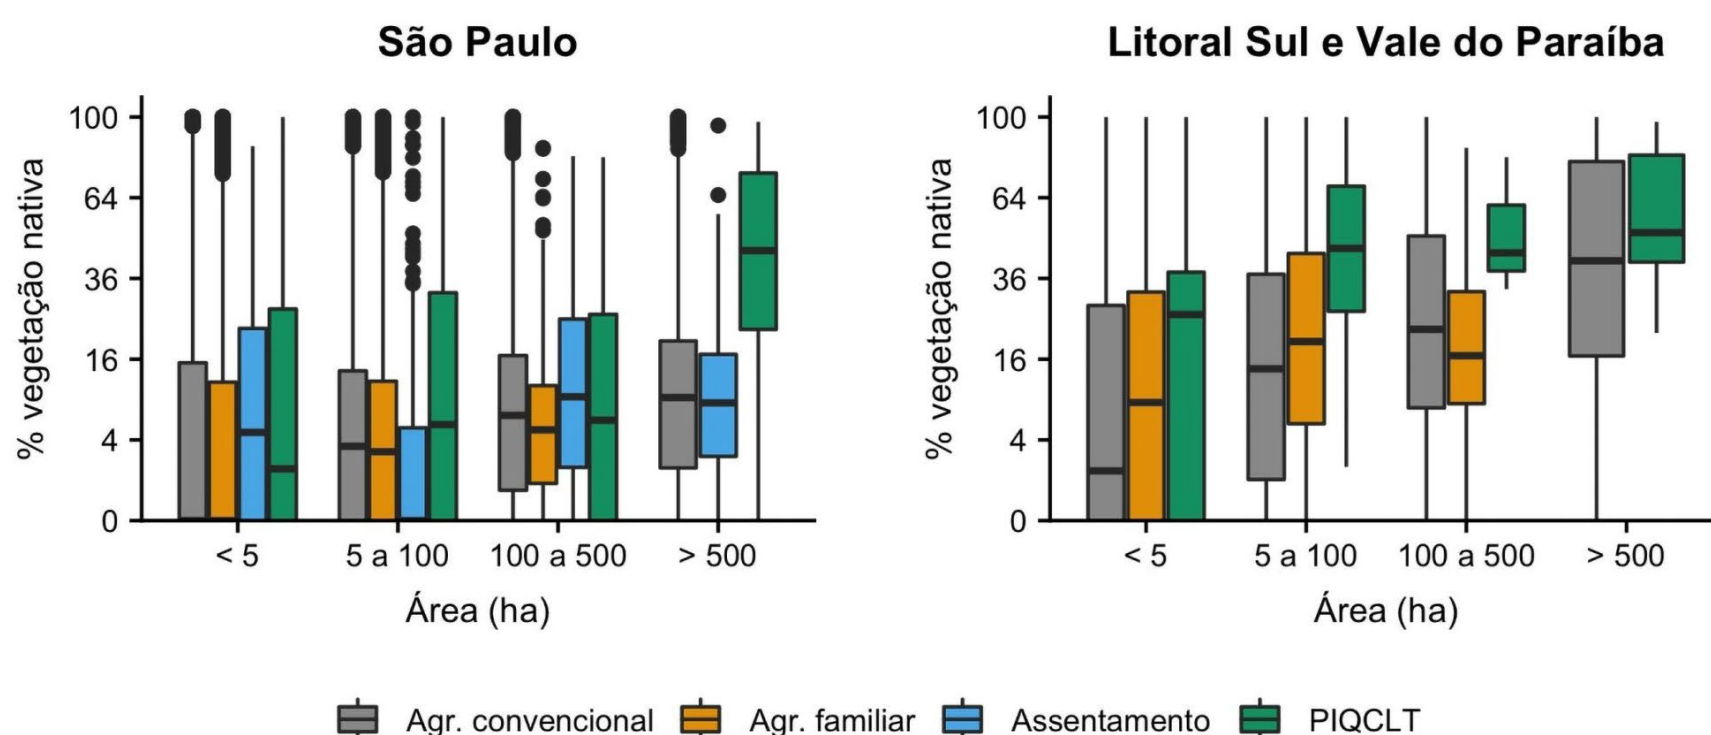 São Paulo
% vegetação nativa
100
64
36
16
4
0
< 5 5 a 100 100 a 500 > 500
Área (ha)
Litoral Sul e Vale do Paraíba
% vegetação nativa
100
64
36
16
4
0
< 5 5 a 100 100 a 500 > 500
Área (ha)
Agr. convencional Agr. familiar Assentamento PIQCLT